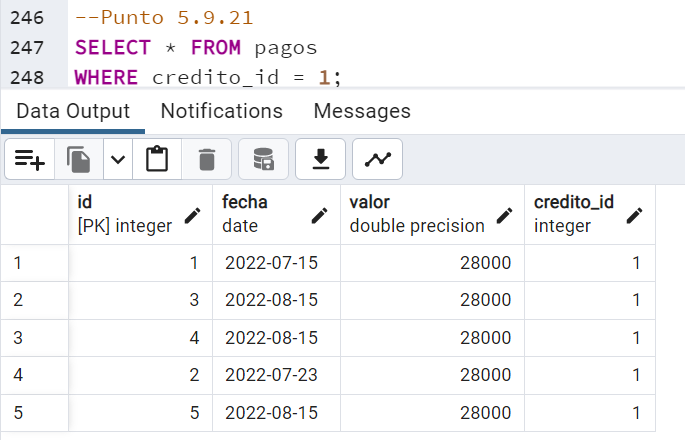 246 --Punto 5.9.21
247 SELECT * FROM pagos
248 WHERE credito_id = 1;
Data Output Notifications Messages
id fecha valor credito_id
[PK] integer date double precision integer
1 1 2022-07-15 28000 1
2 3 2022-08-15 28000 1
3 4 2022-08-15 28000 1
4 2 2022-07-23 28000 1
5 5 2022-08-15 28000 1